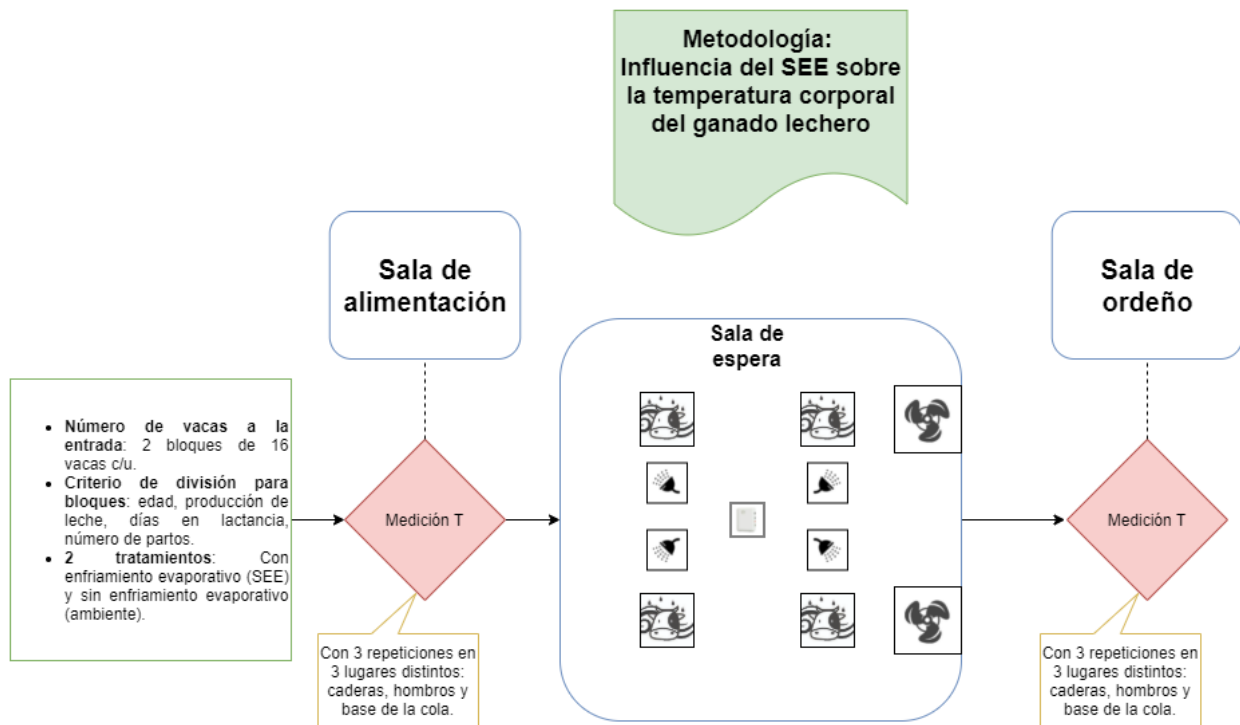 Metodología:
Influencia del SEE sobre
la temperatura corporal
del ganado lechero
Sala de
alimentación
Sala de
ordeño
Sala de
espera
• Número de vacas a la
entrada: 2 bloques de 16
vacas c/u.
• Criterio de división para
bloques: edad, producción de
leche, días en lactancia,
número de partos.
• 2 tratamientos: Con
enfriamiento evaporativo (SEE)
y sin enfriamiento evaporativo
(ambiente).
Medición T
Medición T
Con 3 repeticiones en
3 lugares distintos:
caderas, hombros y
base de la cola.
Con 3 repeticiones en
3 lugares distintos:
caderas, hombros y
base de la cola.